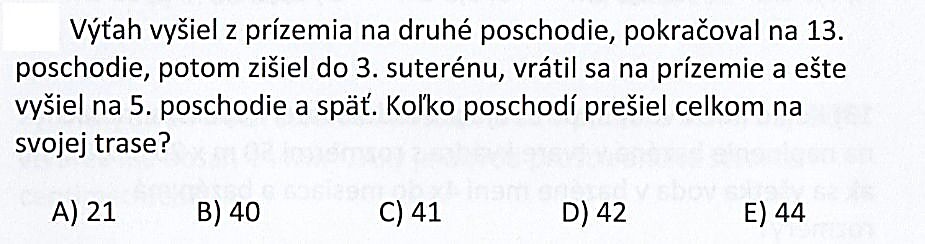 Výťah vyšiel z prízemia na druhé poschodie, pokračoval na 13.
poschodie, potom zišiel do 3. suterénu, vrátil sa na prízemie a ešte
vyšiel na 5. poschodie a späť. Koľko poschodí prešiel celkom na
svojej trase?
A) 21 B) 40 C) 41 D) 42 E) 44